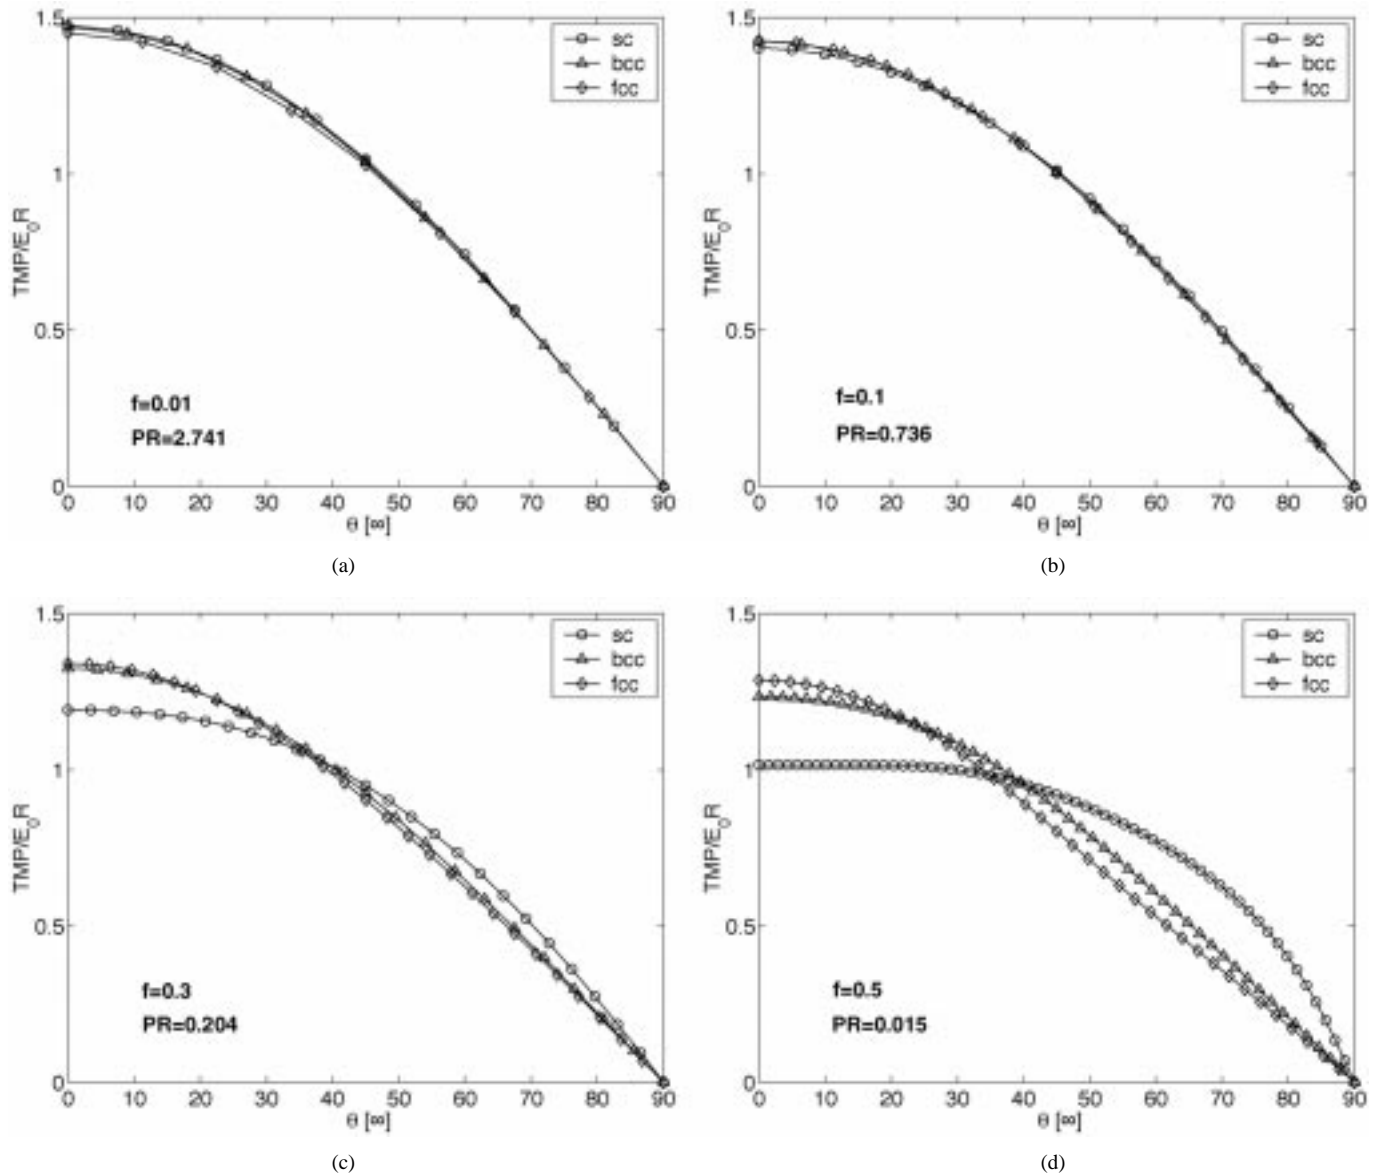 1.5
1
0.5
0
TMP/E₀R
sc
bcc
fcc
f=0.01
PR=2.741
0 10 20 30 40 50 60 70 80 90
θ [∞]
(a)
1.5
1
0.5
0
TMP/E₀R
sc
bcc
fcc
f=0.1
PR=0.736
0 10 20 30 40 50 60 70 80 90
θ [∞]
(b)
1.5
1
0.5
0
TMP/E₀R
sc
bcc
fcc
f=0.3
PR=0.204
0 10 20 30 40 50 60 70 80 90
θ [∞]
(c)
1.5
1
0.5
0
TMP/E₀R
sc
bcc
fcc
f=0.5
PR=0.015
0 10 20 30 40 50 60 70 80 90
θ [∞]
(d)